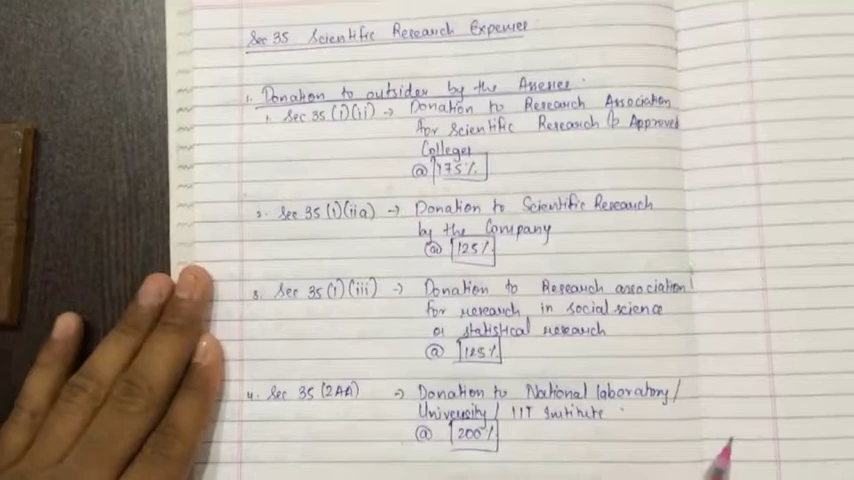 Sec 35 Scientific Research Expenses
1. Donation to outsider by the Assesee.
1. Sec 35 (1)(ii) → Donation to Research Association
for Scientific Research & Approved
Colleges
@ 175%
2. Sec 35 (1)(iia) → Donation to Scientific Research
by the Company
@ 125%
3. Sec 35 (1)(iii) → Donation to Research association
for research in social science
or statistical research
@ 125%
4. Sec 35 (2AA) → Donation to National laboratory/
University/ IIT Institute.
@ 200%